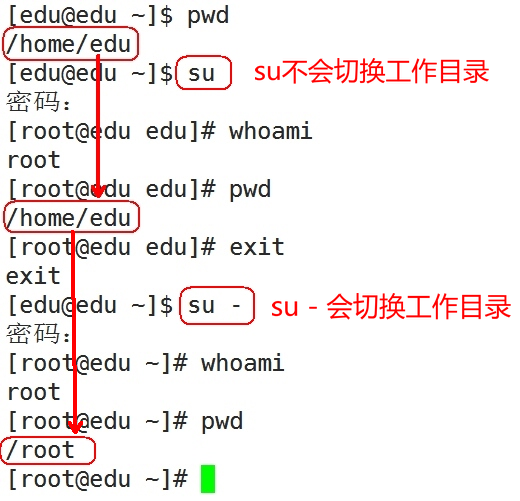 [edu@edu ~]$ pwd
/home/edu
[edu@edu ~]$ su su不会切换工作目录
密码：
[root@edu edu]# whoami
root
[root@edu edu]# pwd
/home/edu
[root@edu edu]# exit
exit
[edu@edu ~]$ su - su - 会切换工作目录
密码：
[root@edu ~]# whoami
root
[root@edu ~]# pwd
/root
[root@edu ~]#